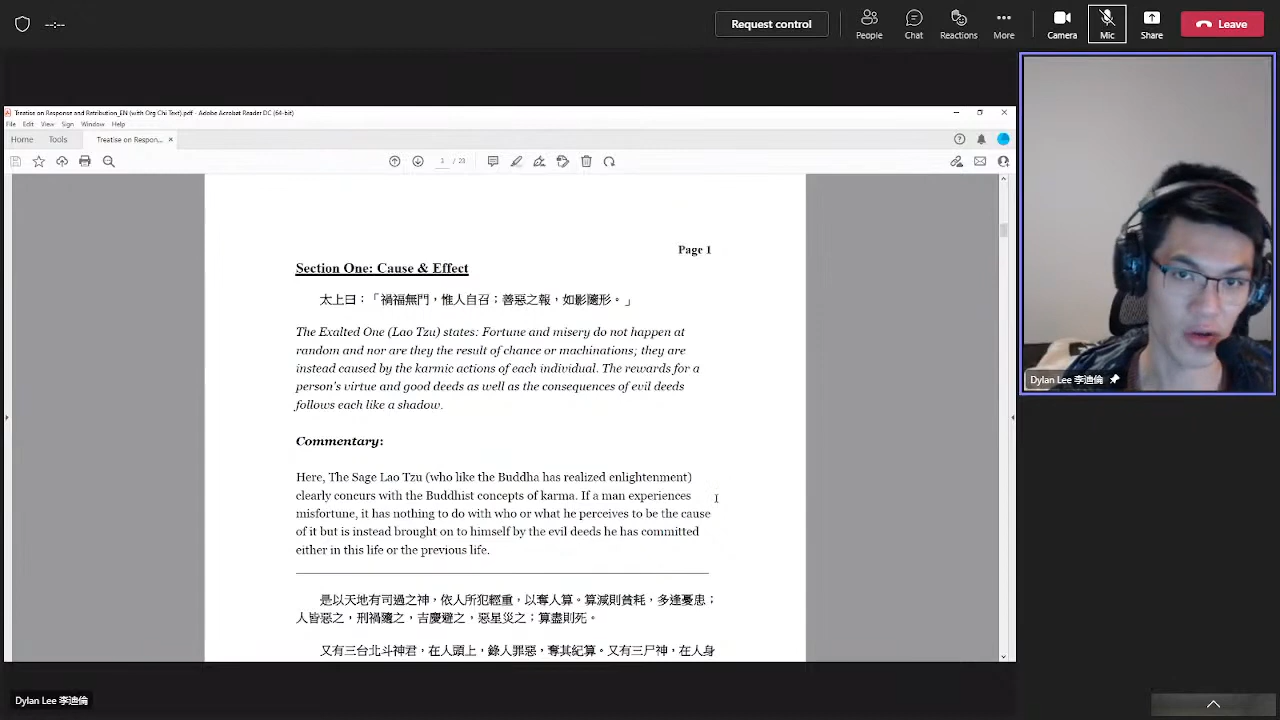 --:--
Request control
People
Chat
Reactions
More
Camera
Mic
Share
Leave
Treatise on Response and Retribution_EN (with Org Chi Text).pdf - Adobe Acrobat Reader DC (64-bit)
File Edit View Sign Window Help
Home Tools Treatise on Respon... ×
1 / 23
Page 1
Section One: Cause & Effect
太上曰：「禍福無門，惟人自召；善惡之報，如影隨形。」
The Exalted One (Lao Tzu) states: Fortune and misery do not happen at
random and nor are they the result of chance or machinations; they are
instead caused by the karmic actions of each individual. The rewards for a
person's virtue and good deeds as well as the consequences of evil deeds
follows each like a shadow.
Commentary:
Here, The Sage Lao Tzu (who like the Buddha has realized enlightenment)
clearly concurs with the Buddhist concepts of karma. If a man experiences
misfortune, it has nothing to do with who or what he perceives to be the cause
of it but is instead brought on to himself by the evil deeds he has committed
either in this life or the previous life.
是以天地有司過之神，依人所犯輕重，以奪人算。算減則貧耗，多逢憂患；
人皆惡之，刑禍隨之，吉慶避之，惡星災之；算盡則死。
又有三台北斗神君，在人頭上，錄人罪惡，奪其紀算。又有三尸神，在人身
Dylan Lee 李迪倫
Dylan Lee 李迪倫